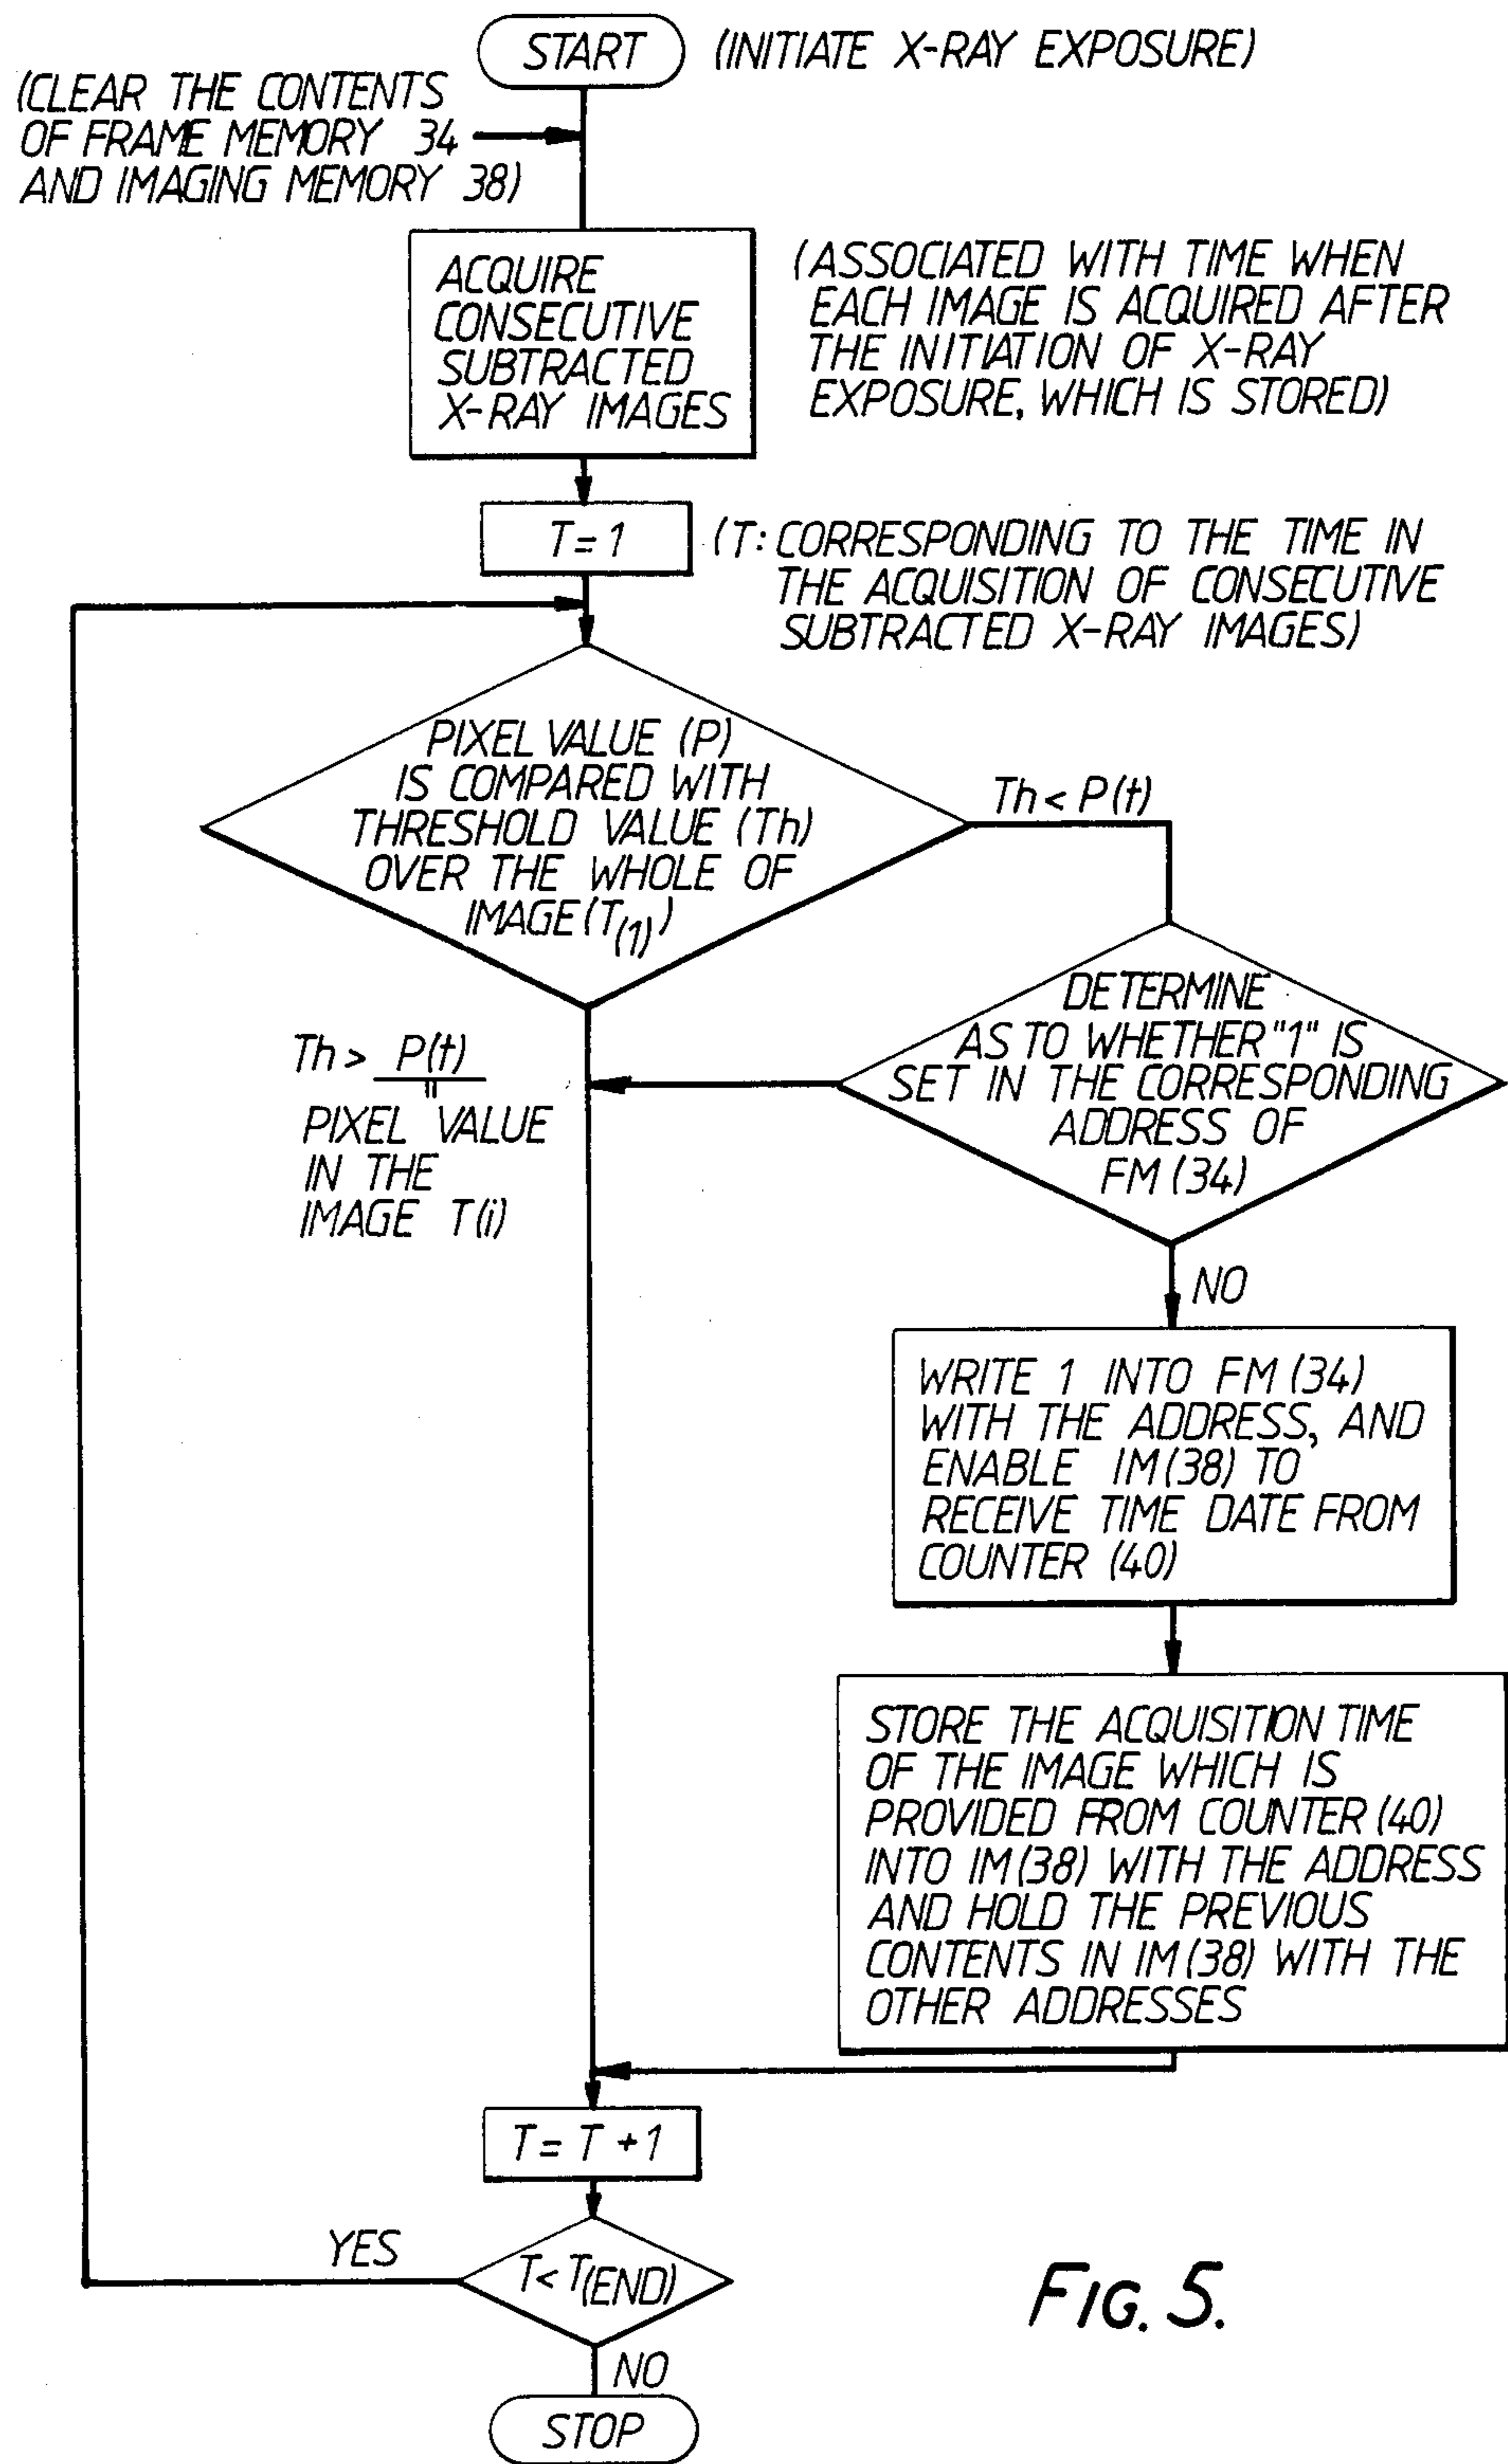 START
(INITIATE X-RAY EXPOSURE)
(CLEAR THE CONTENTS
OF FRAME MEMORY 34
AND IMAGING MEMORY 38)
ACQUIRE
CONSECUTIVE
SUBTRACTED
X-RAY IMAGES
(ASSOCIATED WITH TIME WHEN
EACH IMAGE IS ACQUIRED AFTER
THE INITIATION OF X-RAY
EXPOSURE, WHICH IS STORED)
T=1
(T: CORRESPONDING TO THE TIME IN
THE ACQUISITION OF CONSECUTIVE
SUBTRACTED X-RAY IMAGES)
PIXEL VALUE (P)
IS COMPARED WITH
THRESHOLD VALUE (Th)
OVER THE WHOLE OF
IMAGE (T(1))
Th < P(t)
Th > P(t)
=
PIXEL VALUE
IN THE
IMAGE T(i)
DETERMINE
AS TO WHETHER "1" IS
SET IN THE CORRESPONDING
ADDRESS OF
FM (34)
NO
WRITE 1 INTO FM (34)
WITH THE ADDRESS, AND
ENABLE IM (38) TO
RECEIVE TIME DATE FROM
COUNTER (40)
STORE THE ACQUISITION TIME
OF THE IMAGE WHICH IS
PROVIDED FROM COUNTER (40)
INTO IM (38) WITH THE ADDRESS
AND HOLD THE PREVIOUS
CONTENTS IN IM (38) WITH THE
OTHER ADDRESSES
T= T +1
YES
T< T(END)
NO
STOP
FIG. 5.